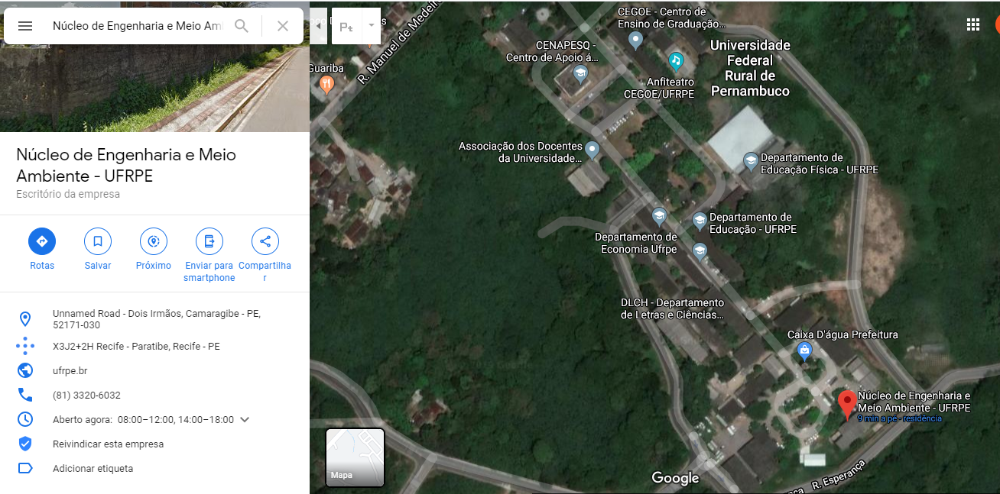 Núcleo de Engenharia e Meio Am
Núcleo de Engenharia e Meio
Ambiente - UFRPE
Escritório da empresa
Rotas
Salvar
Próximo
Enviar para
smartphone
Compartilha
r
Unnamed Road - Dois Irmãos, Camaragibe - PE,
52171-030
X3J2+2H Recife - Paratibe, Recife - PE
ufrpe.br
(81) 3320-6032
Aberto agora: 08:00–12:00, 14:00–18:00
Reivindicar esta empresa
Adicionar etiqueta
Guariba
R. Manuel de Medeiro
CEGOE - Centro de
Ensino de Graduação...
CENAPESQ -
Centro de Apoio á...
Anfiteatro
CEGOE/UFRPE
Universidade
Federal
Rural de
Pernambuco
Associação dos Docentes
da Universidade...
Departamento de
Educação Física - UFRPE
Departamento de
Educação - UFRPE
Departamento de
Economia Ufrpe
DLCH - Departamento
de Letras e Ciências...
Caixa D'água Prefeitura
Núcleo de Engenharia e
Meio Ambiente - UFRPE
9 min a pé - residência
R. Esperança
Mapa
Google